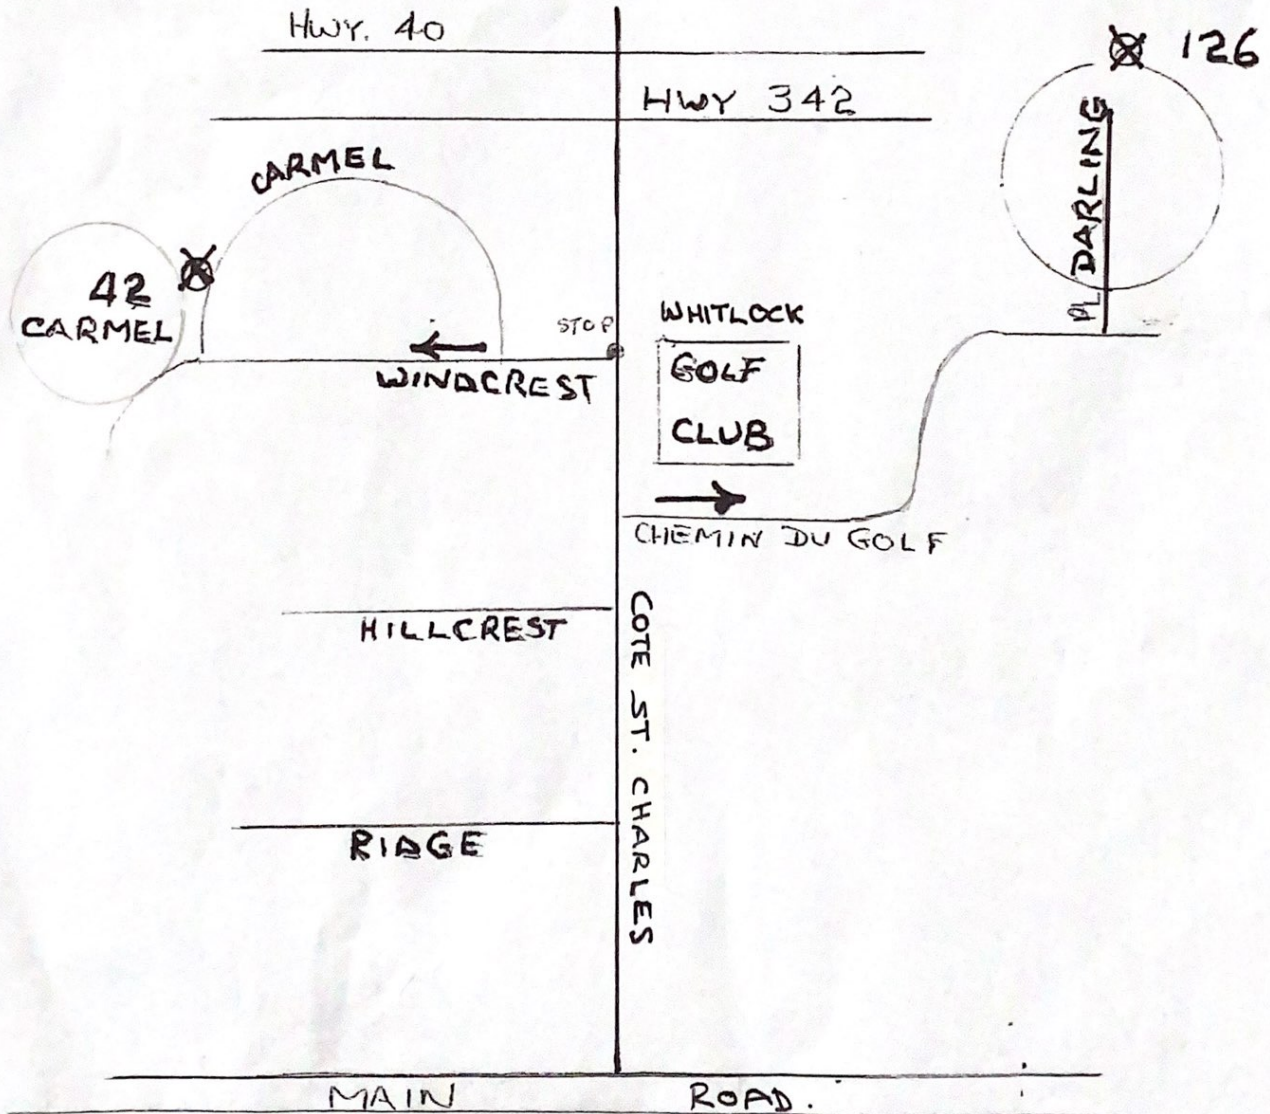 HWY. 40
126
HWY 342
CARMEL
PL DARLING
42
CARMEL
STOP
WHITLOCK
GOLF
CLUB
WINDCREST
CHEMIN DU GOLF
HILLCREST
COTE ST. CHARLES
RIDGE
MAIN ROAD.